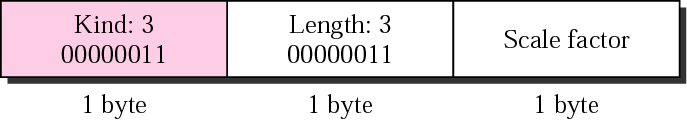 Kind: 3
00000011
Length: 3
00000011
Scale factor
1 byte
1 byte
1 byte